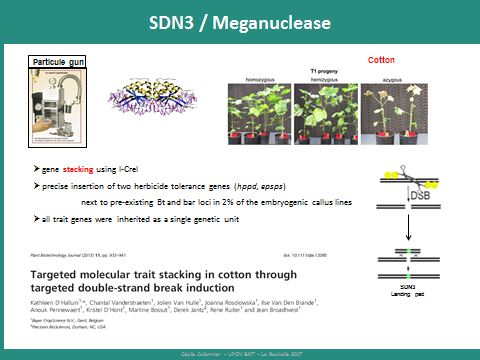 SDN3 / Meganuclease
Particule gun
Cotton
T1 progeny
homozygous hemizygous azygous
➢ gene stacking using I-CreI
➢ precise insertion of two herbicide tolerance genes (hppd, epsps)
next to pre-existing Bt and bar loci in 2% of the embryogenic callus lines
➢ all trait genes were inherited as a single genetic unit
DSB
SDN3
Landing pad
Plant Biotechnology Journal (2013) 11, pp. 933–941 doi: 10.1111/pbi.12085
Targeted molecular trait stacking in cotton through
targeted double-strand break induction
Kathleen D'Halluin1,*, Chantal Vanderstraeten1, Jolien Van Hulle1, Joanna Rosolowska1, Ilse Van Den Brande1,
Anouk Pennewaert1, Kristel D'Hont1, Martine Bossut1, Derek Jantz2, Rene Ruiter1 and Jean Broadhvest1
1Bayer CropScience N.V., Gent, Belgium
2Precision BioSciences, Durham, NC, USA
Cécile Collonnier – UPOV BMT – La Rochelle 2017